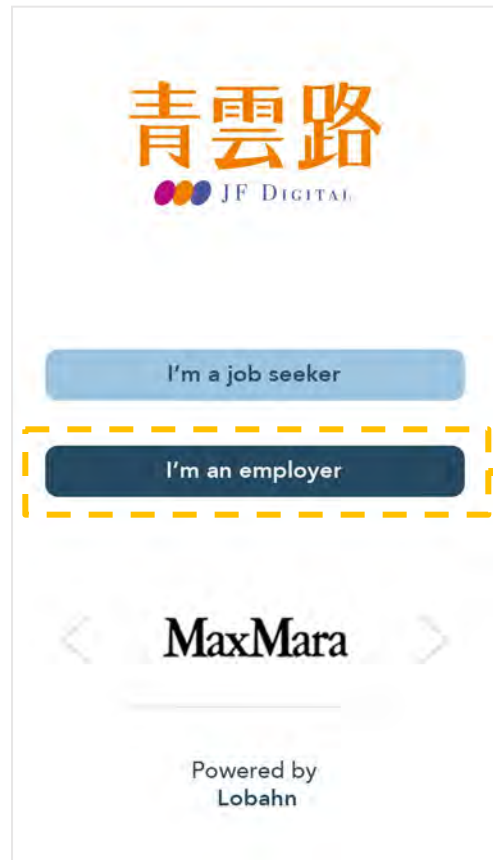 青雲路
JF DIGITAL
I'm a job seeker
I'm an employer
MaxMara
Powered by
Lobahn